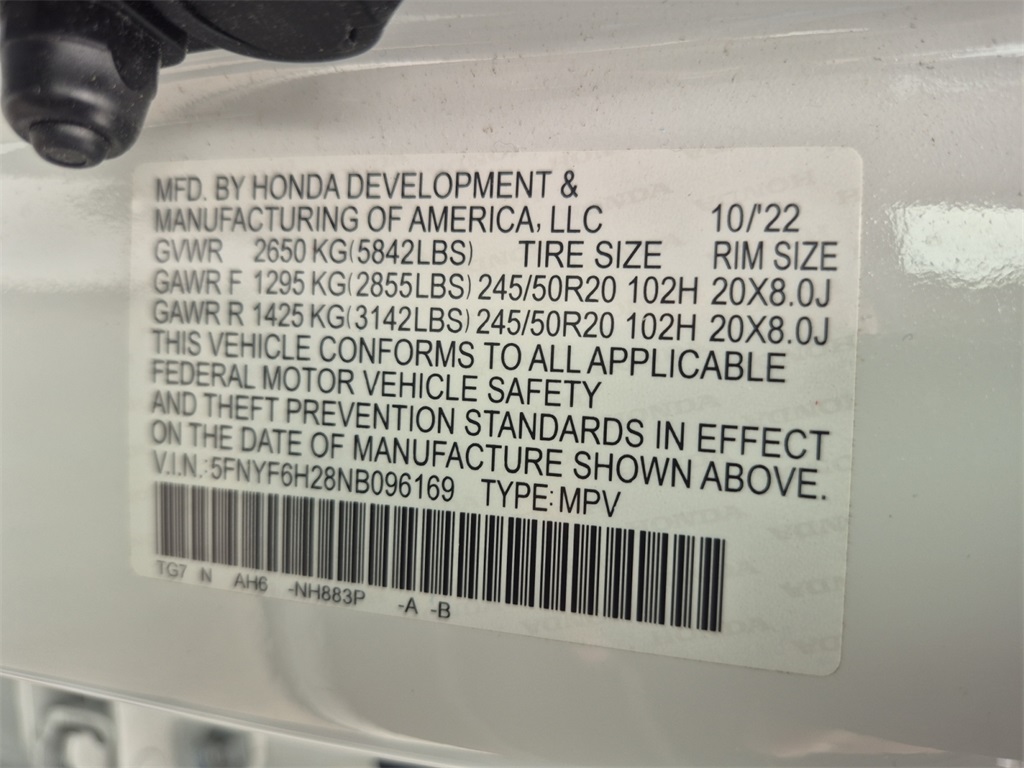 MFD. BY HONDA DEVELOPMENT &
MANUFACTURING OF AMERICA, LLC 10/'22
GVWR 2650 KG(5842LBS) TIRE SIZE RIM SIZE
GAWR F 1295 KG(2855LBS) 245/50R20 102H 20X8.0J
GAWR R 1425 KG(3142LBS) 245/50R20 102H 20X8.0J
THIS VEHICLE CONFORMS TO ALL APPLICABLE
FEDERAL MOTOR VEHICLE SAFETY
AND THEFT PREVENTION STANDARDS IN EFFECT
ON THE DATE OF MANUFACTURE SHOWN ABOVE.
V.I.N.: 5FNYF6H28NB096169 TYPE: MPV
TG7 N AH6 -NH883P -A -B